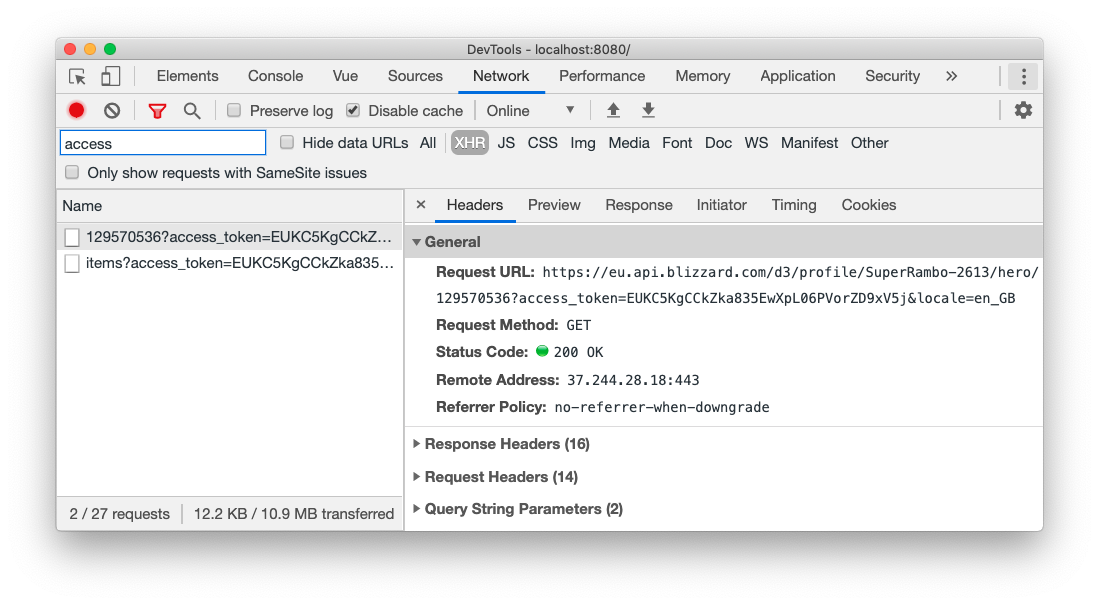 DevTools - localhost:8080/
Elements Console Vue Sources Network Performance Memory Application Security »
Preserve log Disable cache Online
access Hide data URLs All XHR JS CSS Img Media Font Doc WS Manifest Other
Only show requests with SameSite issues
Name
129570536?access_token=EUKC5KgCCkZ...
items?access_token=EUKC5KgCCkZka835...
2 / 27 requests 12.2 KB / 10.9 MB transferred
× Headers Preview Response Initiator Timing Cookies
General
Request URL: https://eu.api.blizzard.com/d3/profile/SuperRambo-2613/hero/
129570536?access_token=EUKC5KgCCkZka835EwXpL06PVorZD9xV5j&locale=en_GB
Request Method: GET
Status Code: 200 OK
Remote Address: 37.244.28.18:443
Referrer Policy: no-referrer-when-downgrade
Response Headers (16)
Request Headers (14)
Query String Parameters (2)